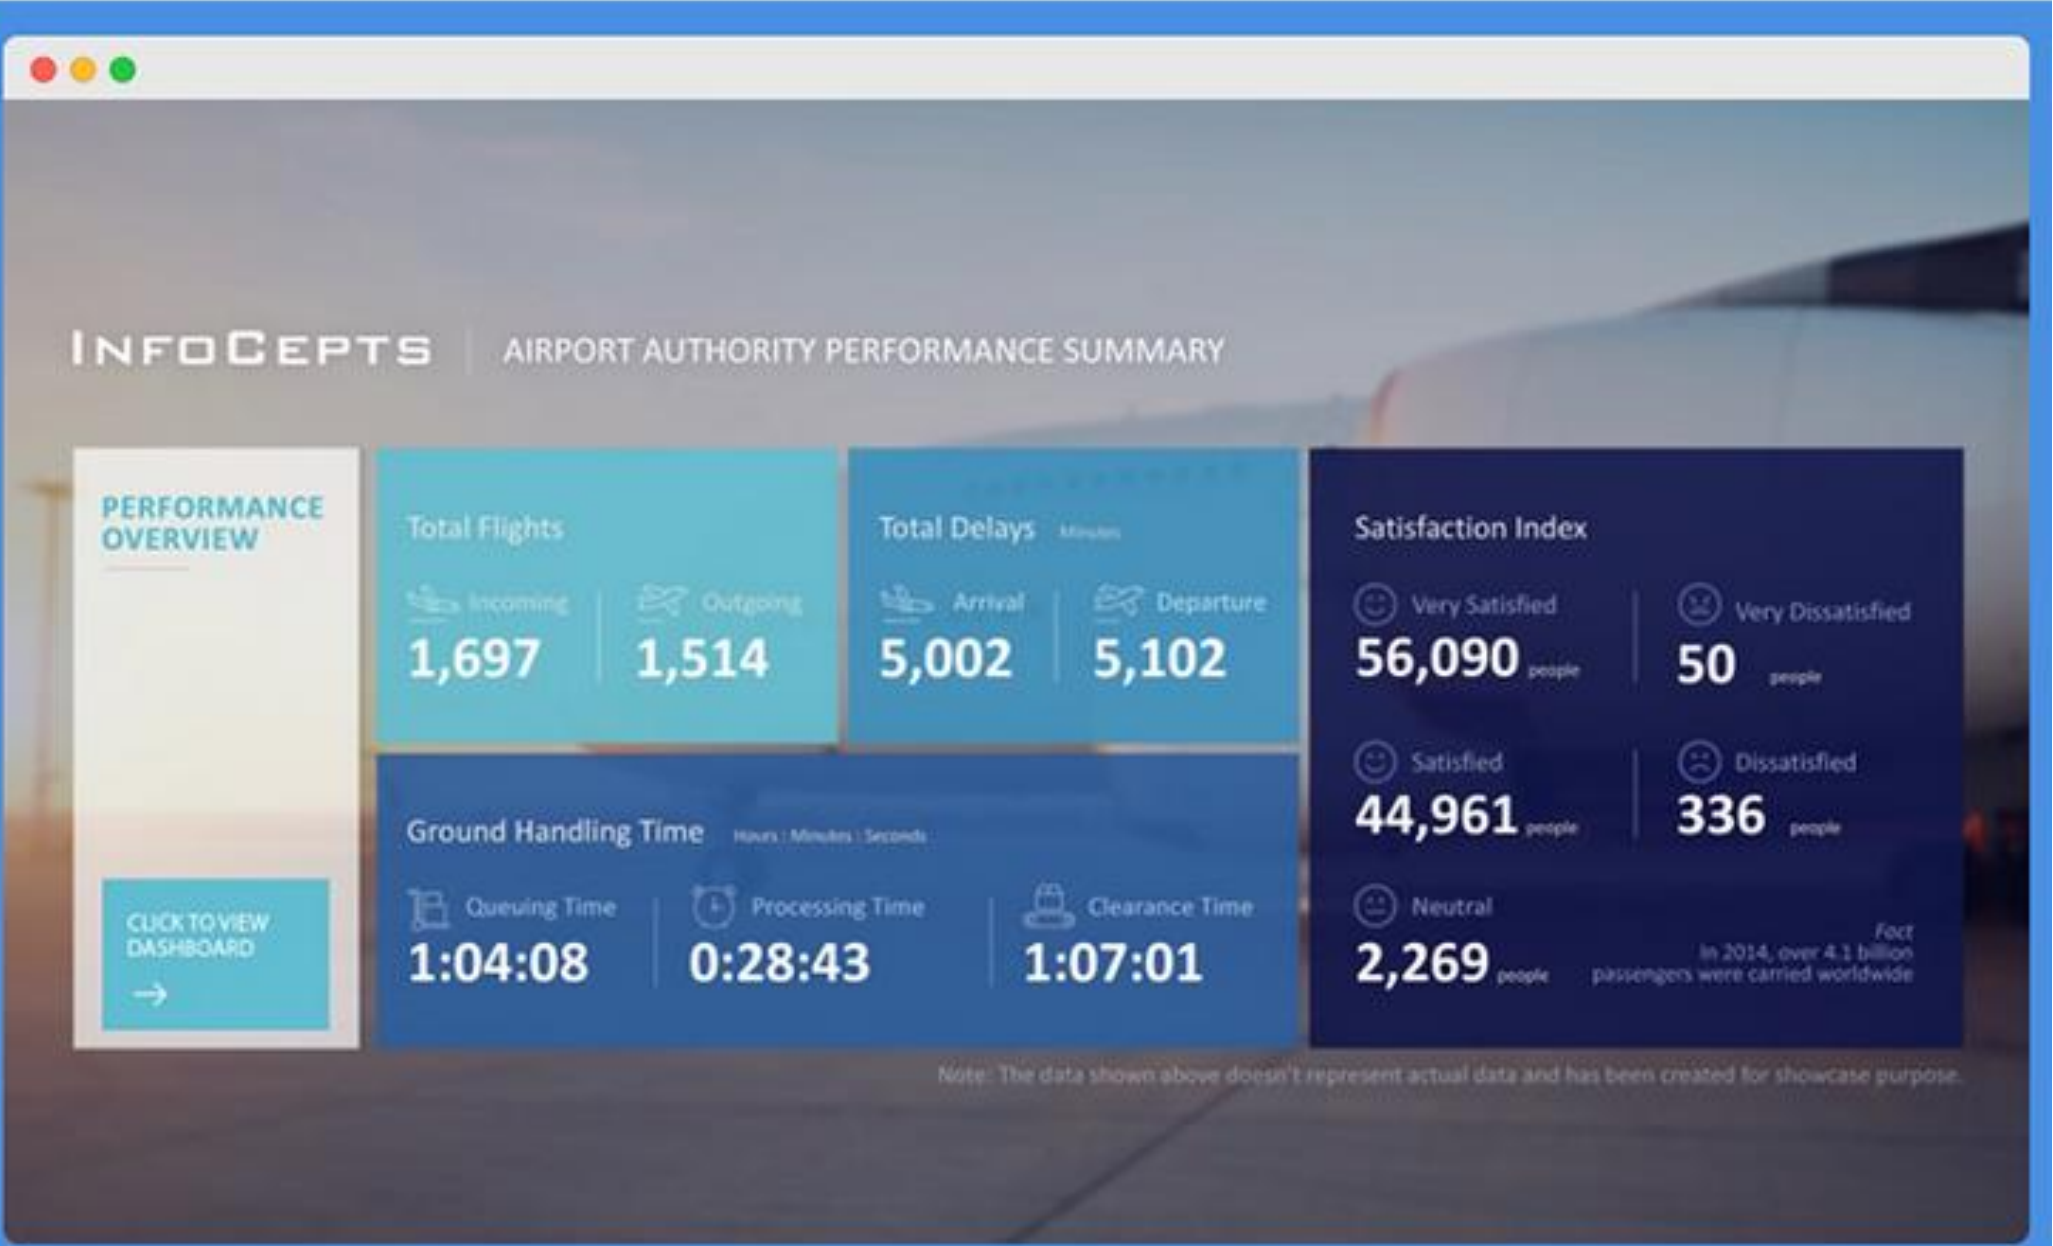 INFOCEPTS
AIRPORT AUTHORITY PERFORMANCE SUMMARY
PERFORMANCE
OVERVIEW
CLICK TO VIEW
DASHBOARD
Total Flights
Incoming
1,697
Outgoing
1,514
Total Delays Minutes
Arrival
5,002
Departure
5,102
Ground Handling Time Hours : Minutes : Seconds
Queuing Time
1:04:08
Processing Time
0:28:43
Clearance Time
1:07:01
Satisfaction Index
Very Satisfied
56,090 people
Very Dissatisfied
50 people
Satisfied
44,961 people
Dissatisfied
336 people
Neutral
2,269 people
Fact
In 2014, over 4.1 billion
passengers were carried worldwide
Note: The data shown above doesn't represent actual data and has been created for showcase purpose.